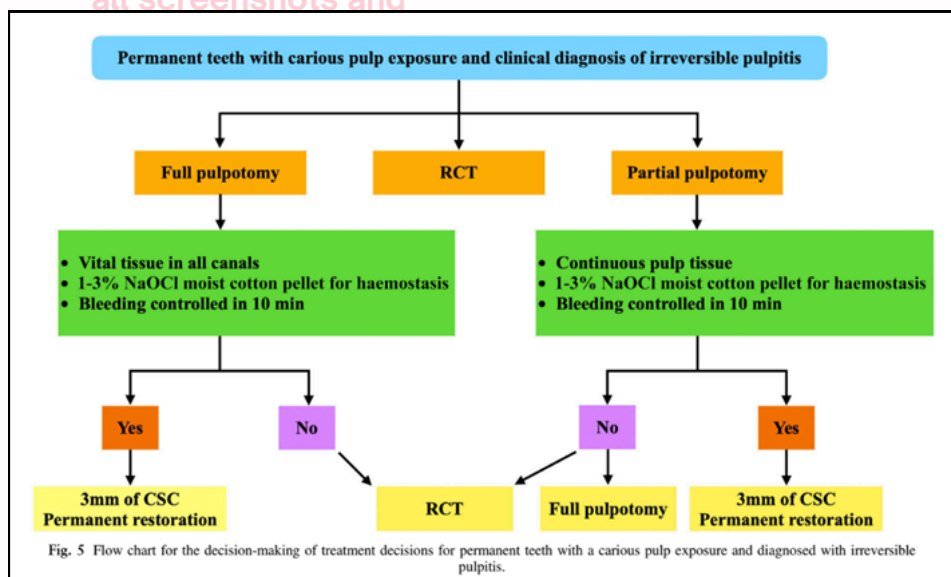 all screenshots and
Permanent teeth with carious pulp exposure and clinical diagnosis of irreversible pulpitis
Full pulpotomy
RCT
Partial pulpotomy
• Vital tissue in all canals
• 1-3% NaOCl moist cotton pellet for haemostasis
• Bleeding controlled in 10 min
• Continuous pulp tissue
• 1-3% NaOCl moist cotton pellet for haemostasis
• Bleeding controlled in 10 min
Yes
No
No
Yes
3mm of CSC
Permanent restoration
RCT
Full pulpotomy
3mm of CSC
Permanent restoration
Fig. 5 Flow chart for the decision-making of treatment decisions for permanent teeth with a carious pulp exposure and diagnosed with irreversible
pulpitis.